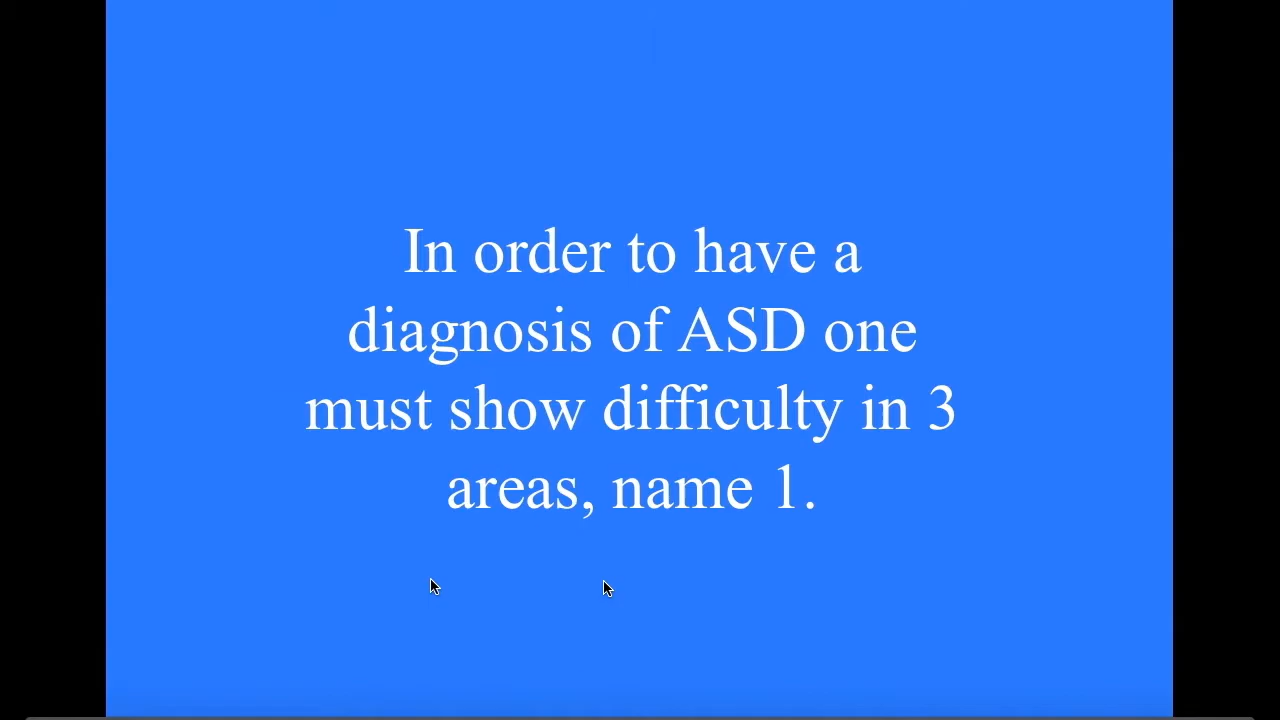 In order to have a
diagnosis of ASD one
must show difficulty in 3
areas, name 1.